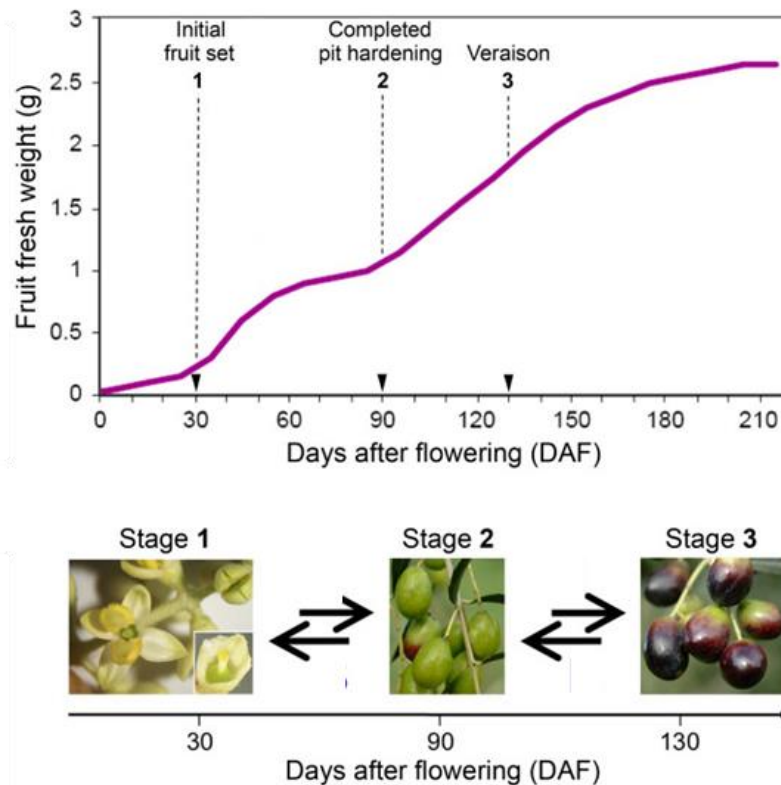 3
2.5
2
1.5
1
0.5
0
Fruit fresh weight (g)
Initial
fruit set
1
Completed
pit hardening
2
Veraison
3
0 30 60 90 120 150 180 210
Days after flowering (DAF)
Stage 1
Stage 2
Stage 3
30 90 130
Days after flowering (DAF)